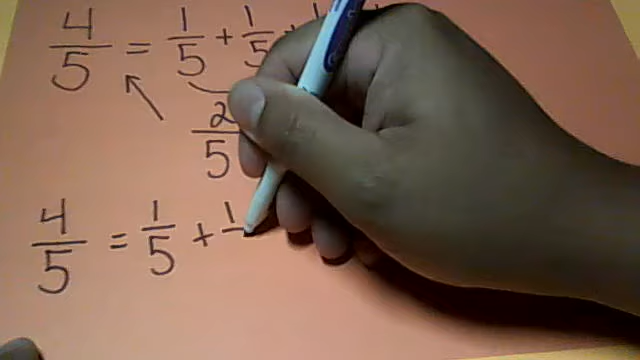 4/5 = 1/5 + 1/5 +
2/5
4/5 = 1/5 + 1